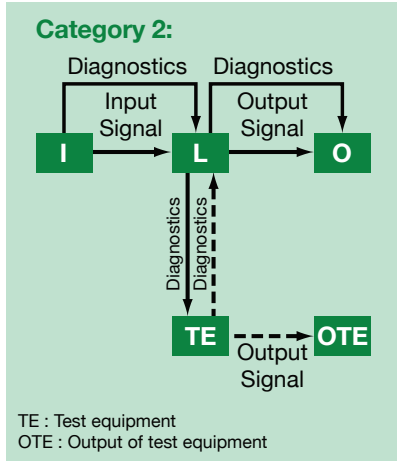 Category 2:
Diagnostics Diagnostics
Input Signal
Output Signal
I L O
Diagnostics
Diagnostics
TE OTE
Output Signal
TE : Test equipment
OTE : Output of test equipment